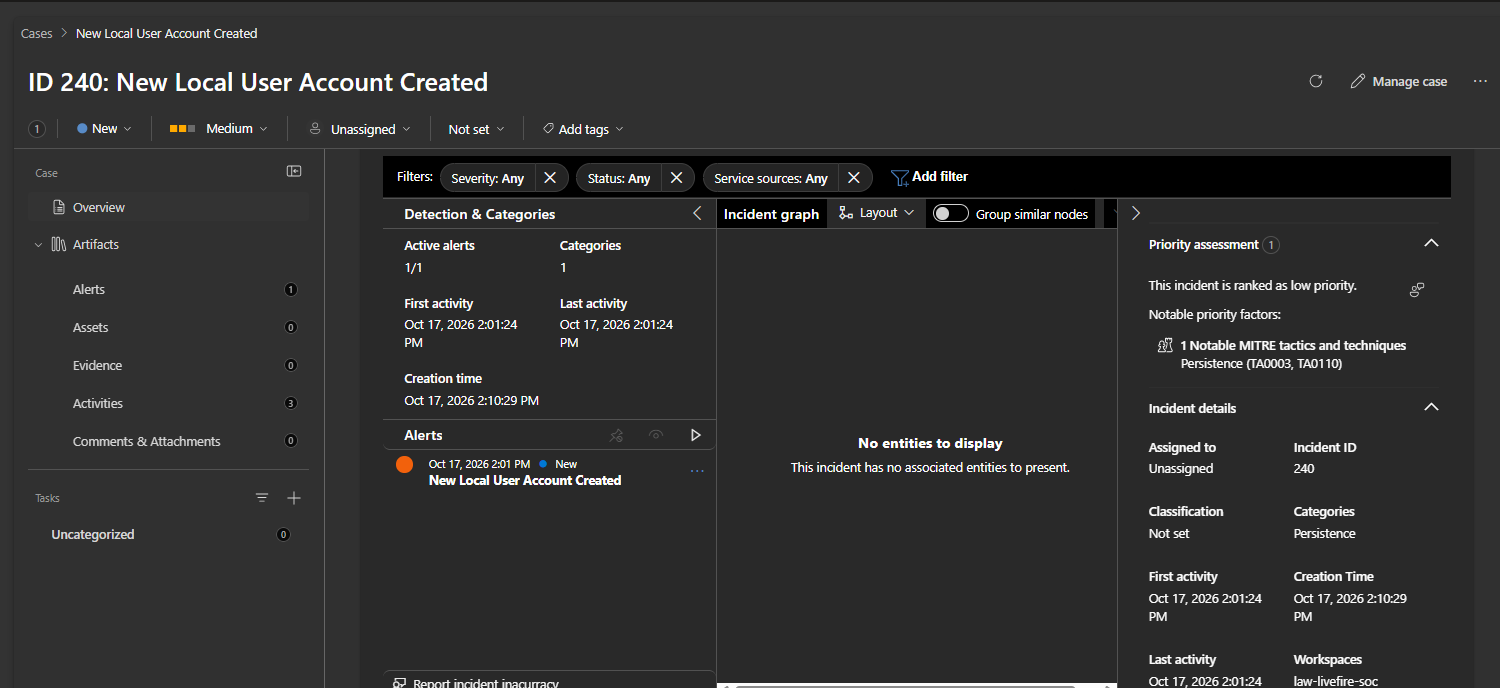 Cases > New Local User Account Created
ID 240: New Local User Account Created
Manage case
1
New
Medium
Unassigned
Not set
Add tags
Case
Overview
Artifacts
Alerts 1
Assets 0
Evidence 0
Activities 3
Comments & Attachments 0
Tasks
Uncategorized 0
Filters:
Severity: Any
Status: Any
Service sources: Any
Add filter
Detection & Categories
Active alerts
1/1
Categories
1
First activity
Oct 17, 2026 2:01:24
PM
Last activity
Oct 17, 2026 2:01:24
PM
Creation time
Oct 17, 2026 2:10:29 PM
Alerts
Oct 17, 2026 2:01 PM New
New Local User Account Created
Report incident inacurracy
Incident graph
Layout
Group similar nodes
No entities to display
This incident has no associated entities to present.
Priority assessment 1
This incident is ranked as low priority.
Notable priority factors:
1 Notable MITRE tactics and techniques
Persistence (TA0003, TA0110)
Incident details
Assigned to
Unassigned
Incident ID
240
Classification
Not set
Categories
Persistence
First activity
Oct 17, 2026 2:01:24
PM
Creation Time
Oct 17, 2026 2:10:29
PM
Last activity
Oct 17, 2026 2:01:24
Workspaces
law-livefire-soc